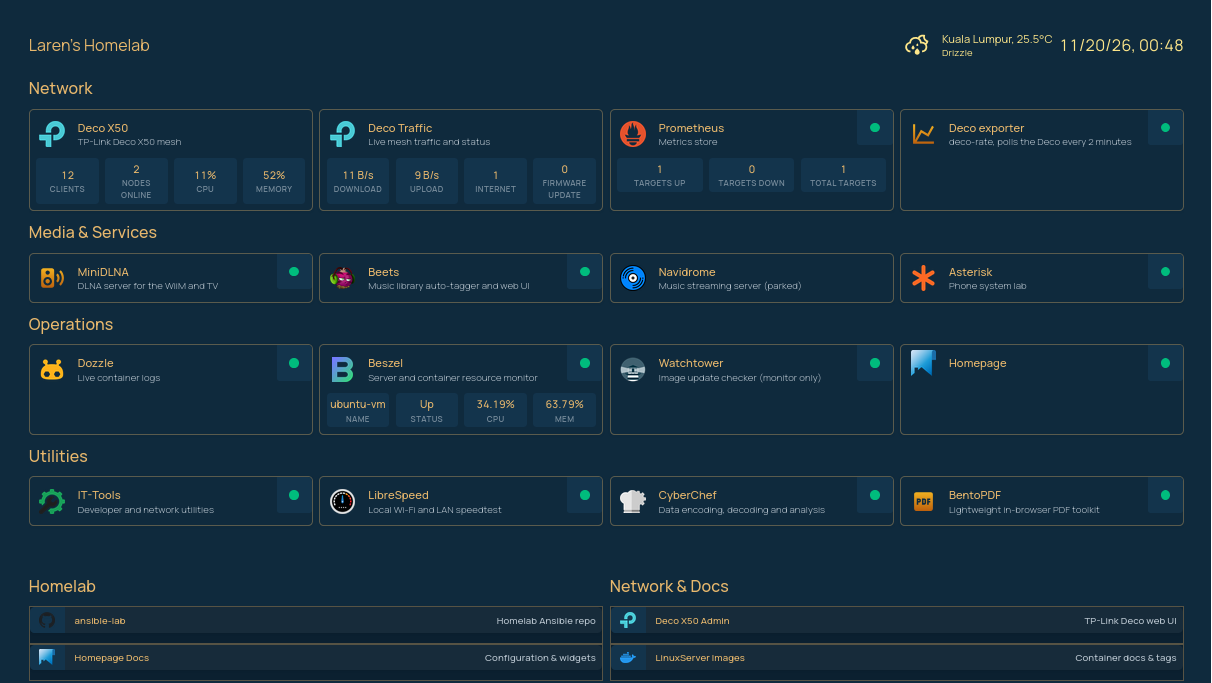 Laren's Homelab
Kuala Lumpur, 25.5°C
Drizzle
11/20/26, 00:48
Network
Deco X50
TP-Link Deco X50 mesh
12
CLIENTS
2
NODES
ONLINE
11%
CPU
52%
MEMORY
Deco Traffic
Live mesh traffic and status
11 B/s
DOWNLOAD
9 B/s
UPLOAD
1
INTERNET
0
FIRMWARE
UPDATE
Prometheus
Metrics store
1
TARGETS UP
0
TARGETS DOWN
1
TOTAL TARGETS
Deco exporter
deco-rate, polls the Deco every 2 minutes
Media & Services
MiniDLNA
DLNA server for the WiiM and TV
Beets
Music library auto-tagger and web UI
Navidrome
Music streaming server (parked)
Asterisk
Phone system lab
Operations
Dozzle
Live container logs
Beszel
Server and container resource monitor
ubuntu-vm
NAME
Up
STATUS
34.19%
CPU
63.79%
MEM
Watchtower
Image update checker (monitor only)
Homepage
Utilities
IT-Tools
Developer and network utilities
LibreSpeed
Local Wi-Fi and LAN speedtest
CyberChef
Data encoding, decoding and analysis
PDF
BentoPDF
Lightweight in-browser PDF toolkit
Homelab
ansible-lab
Homelab Ansible repo
Homepage Docs
Configuration & widgets
Network & Docs
Deco X50 Admin
TP-Link Deco web UI
LinuxServer Images
Container docs & tags